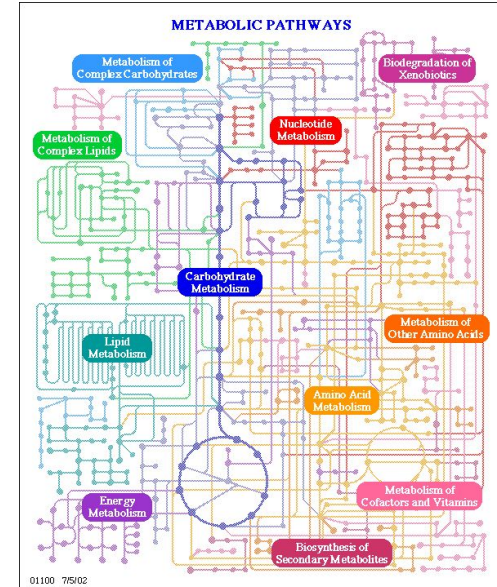 METABOLIC PATHWAYS
Metabolism of
Complex Carbohydrates
Biodegradation of
Xenobiotics
Nucleotide
Metabolism
Metabolism of
Complex Lipids
Carbohydrate
Metabolism
Metabolism of
Other Amino Acids
Lipid
Metabolism
Amino Acid
Metabolism
Metabolism of
Cofactors and Vitamins
Energy
Metabolism
Biosynthesis of
Secondary Metabolites
01100 7/5/02